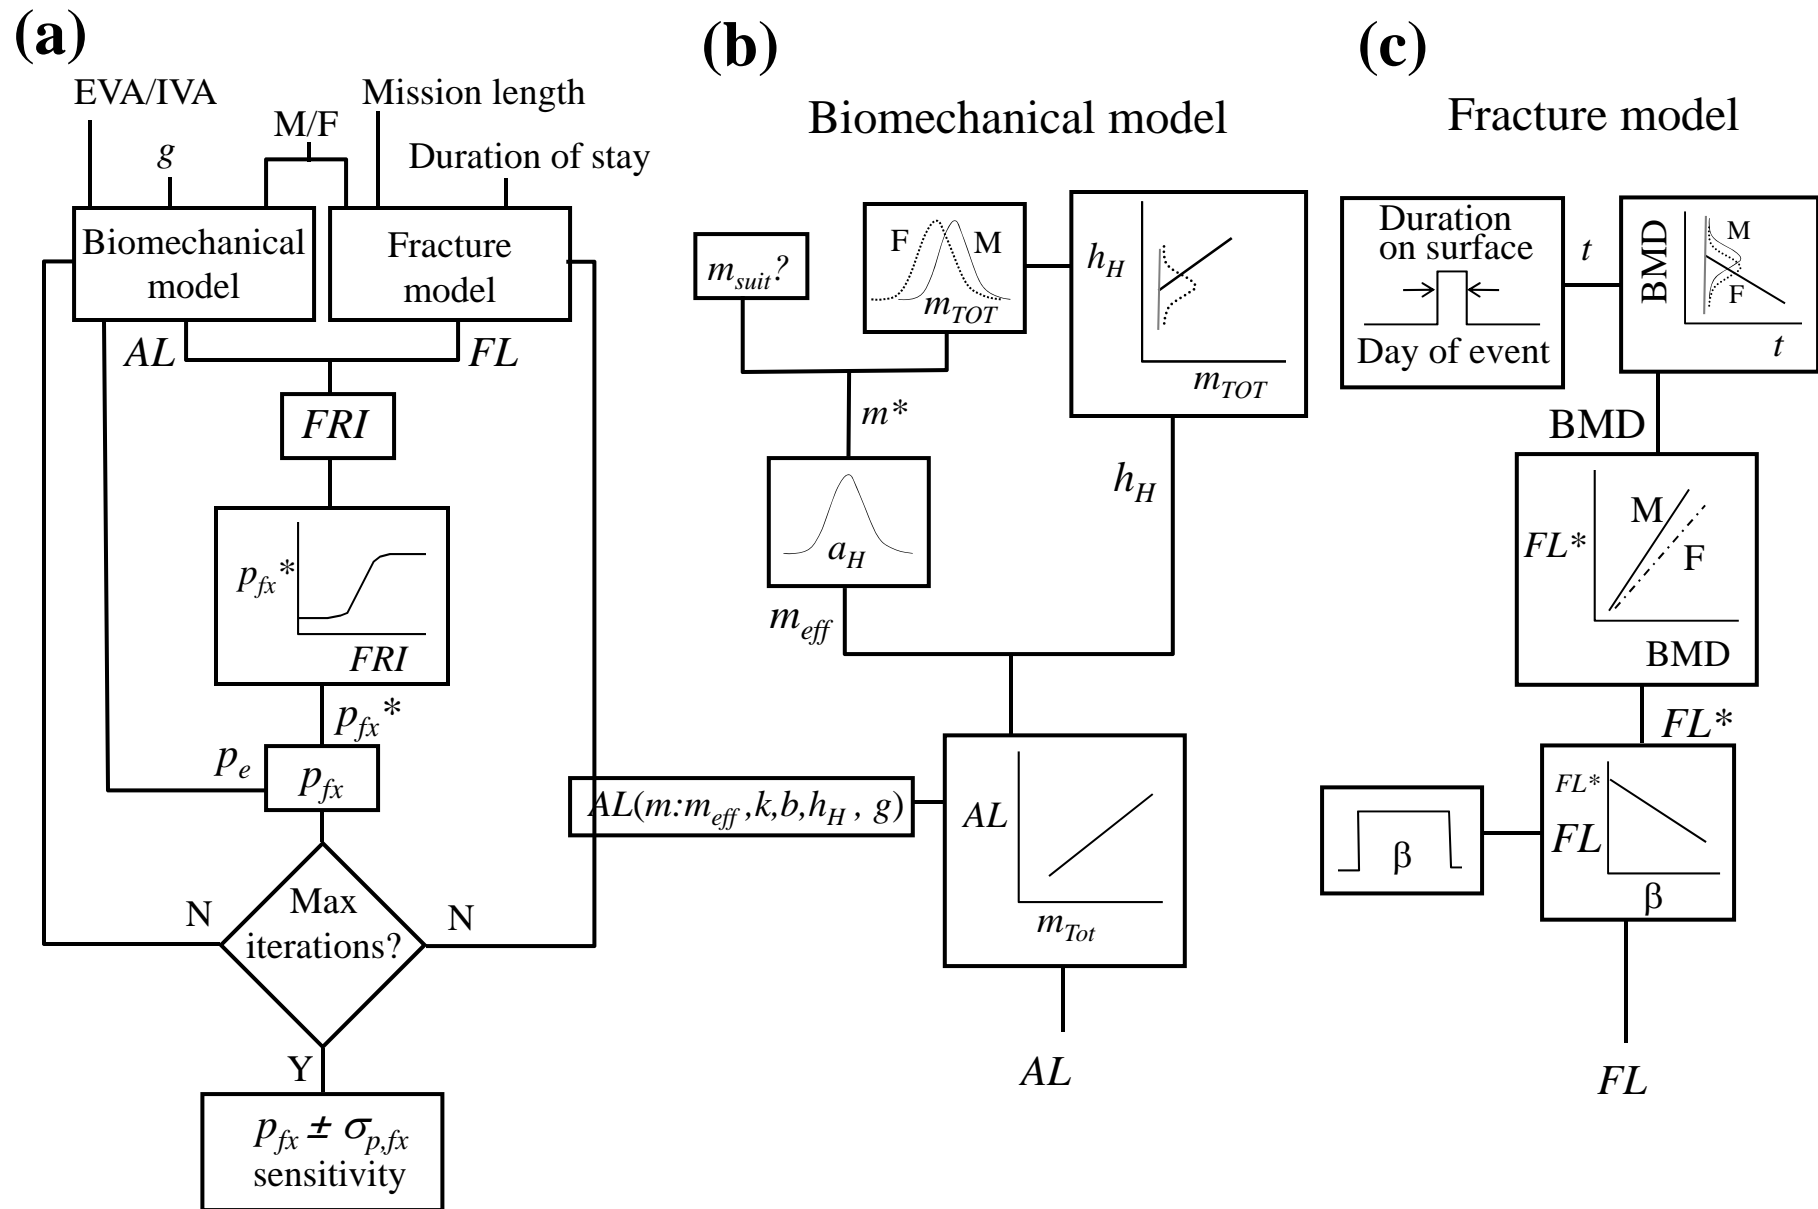 (a)
EVA/IVA
g
M/F
Mission length
Duration of stay
Biomechanical
model
Fracture
model
AL
FL
FRI
p_fx*
FRI
p_fx*
p_e
p_fx
Max
iterations?
N
N
Y
p_fx ± σ_p,fx
sensitivity
(b)
Biomechanical model
m_suit?
F
M
m_TOT
h_H
m_TOT
m*
a_H
h_H
m_eff
AL(m:m_eff,k,b,h_H, g)
AL
m_Tot
AL
(c)
Fracture model
Duration
on surface
Day of event
t
BMD
M
F
t
BMD
FL*
M
F
BMD
FL*
β
FL*
FL
β
FL